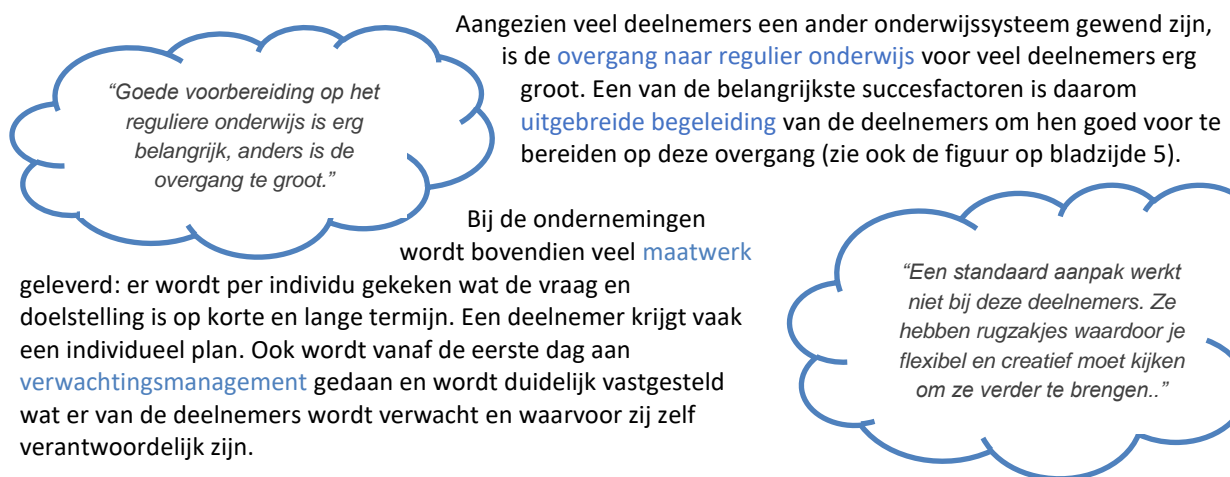 Aangezien veel deelnemers een ander onderwijssysteem gewend zijn,
is de overgang naar regulier onderwijs voor veel deelnemers erg
groot. Een van de belangrijkste succesfactoren is daarom
uitgebreide begeleiding van de deelnemers om hen goed voor te
bereiden op deze overgang (zie ook de figuur op bladzijde 5).
“Goede voorbereiding op het
reguliere onderwijs is erg
belangrijk, anders is de
overgang te groot.”
Bij de ondernemingen
wordt bovendien veel maatwerk
geleverd: er wordt per individu gekeken wat de vraag en
doelstelling is op korte en lange termijn. Een deelnemer krijgt vaak
een individueel plan. Ook wordt vanaf de eerste dag aan
verwachtingsmanagement gedaan en wordt duidelijk vastgesteld
wat er van de deelnemers wordt verwacht en waarvoor zij zelf
verantwoordelijk zijn.
“Een standaard aanpak werkt
niet bij deze deelnemers. Ze
hebben rugzakjes waardoor je
flexibel en creatief moet kijken
om ze verder te brengen..”